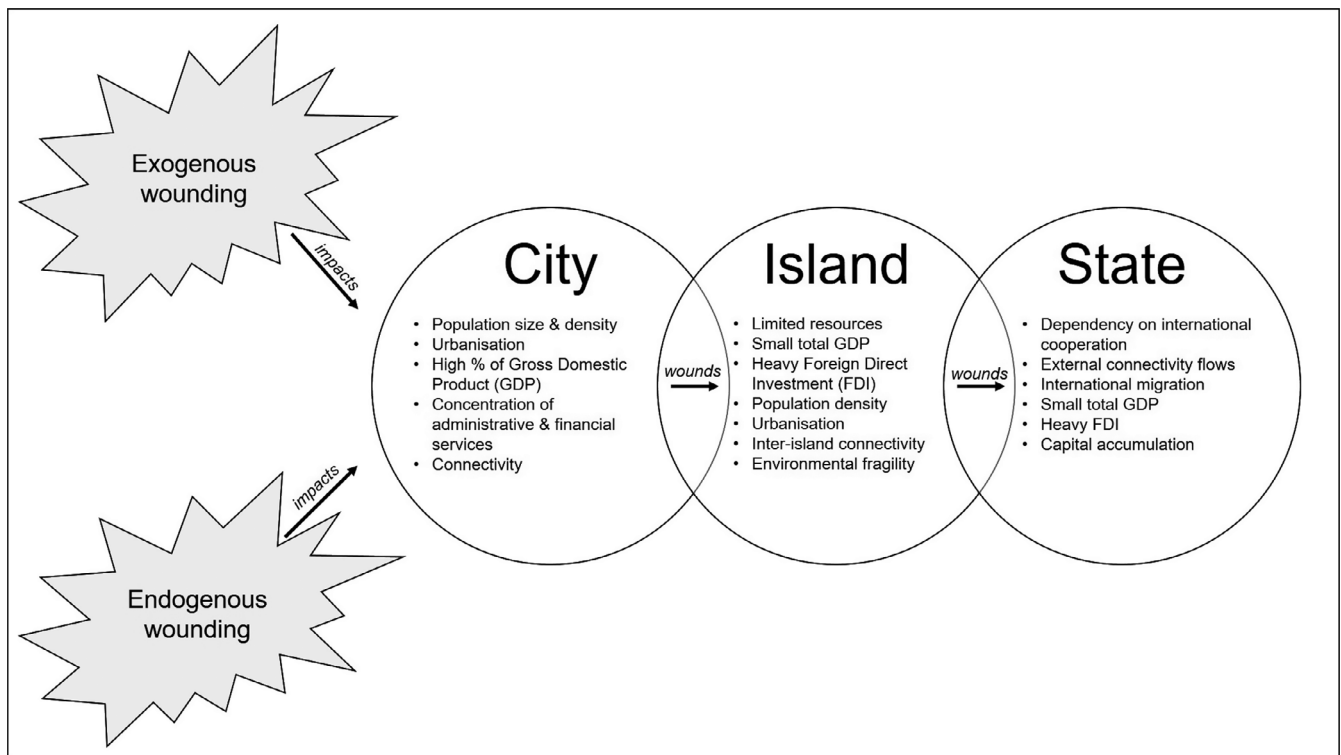 Exogenous
wounding
impacts
City
• Population size & density
• Urbanisation
• High % of Gross Domestic
Product (GDP)
• Concentration of
administrative & financial
services
• Connectivity
wounds
Island
• Limited resources
• Small total GDP
• Heavy Foreign Direct
Investment (FDI)
• Population density
• Urbanisation
• Inter-island connectivity
• Environmental fragility
wounds
State
• Dependency on international
cooperation
• External connectivity flows
• International migration
• Small total GDP
• Heavy FDI
• Capital accumulation
impacts
Endogenous
wounding